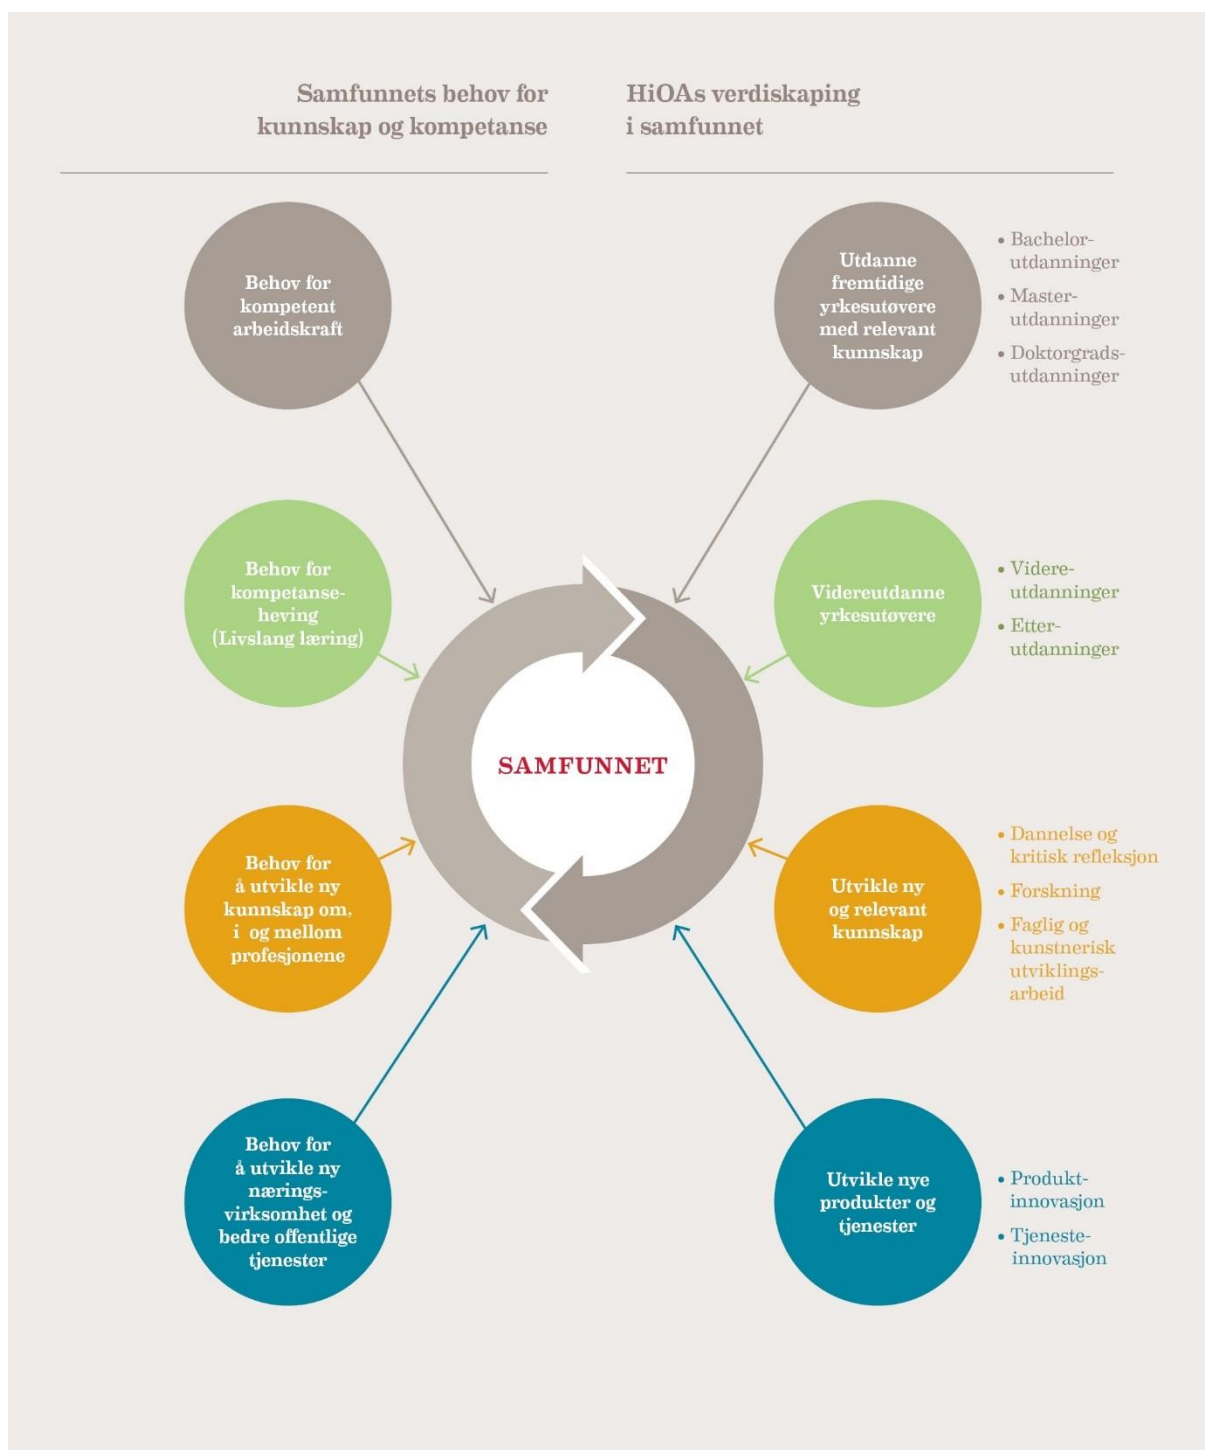 Samfunnets behov for
kunnskap og kompetanse
HiOAs verdiskaping
i samfunnet
Behov for
kompetent
arbeidskraft
Utdanne
fremtidige
yrkesutøvere
med relevant
kunnskap
• Bachelor-
utdanninger
• Master-
utdanninger
• Doktorgrads-
utdanninger
Behov for
kompetanse-
heving
(Livslang læring)
Videreutdanne
yrkesutøvere
• Videre-
utdanninger
• Etter-
utdanninger
SAMFUNNET
Behov for
å utvikle ny
kunnskap om,
i og mellom
profesjonene
Utvikle ny
og relevant
kunnskap
• Dannelse og
kritisk refleksjon
• Forskning
• Faglig og
kunstnerisk
utviklings-
arbeid
Behov for
å utvikle ny
nærings-
virksomhet og
bedre offentlige
tjenester
Utvikle nye
produkter og
tjenester
• Produkt-
innovasjon
• Tjeneste-
innovasjon